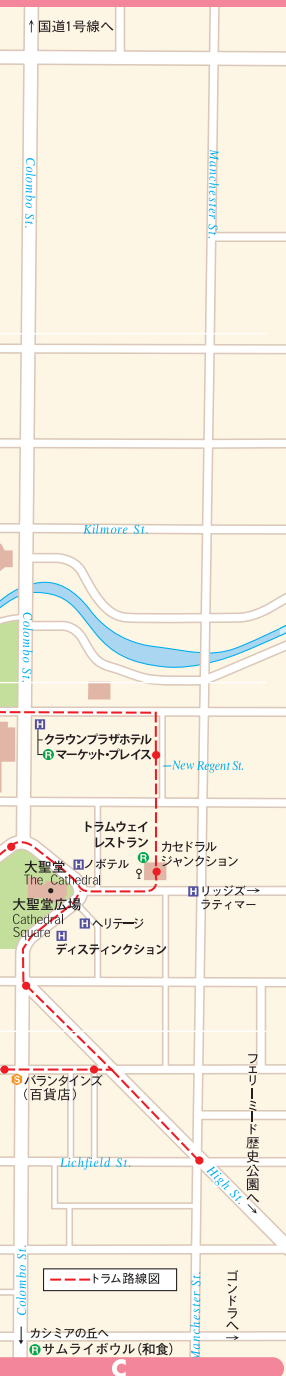 ↑国道1号線へ
Colombo St.
Manchester St.
Kilmore St.
Colombo St.
H
クラウンプラザホテル
R マーケット・プレイス
New Regent St.
トラムウェイ
レストラン
R
カセドラル
ジャンクション
大聖堂
The Cathedral
H ノボテル
H リッジズ→
ラティマー
大聖堂広場
Cathedral
Square
H ヘリテージ
H
ディスティンクション
S バランタインズ
(百貨店)
フェリーミード歴史公園へ→
Lichfield St.
High St.
Colombo St.
Manchester St.
ゴンドラへ→
トラム路線図
↓カシミアの丘へ
R サムライボウル(和食)
C